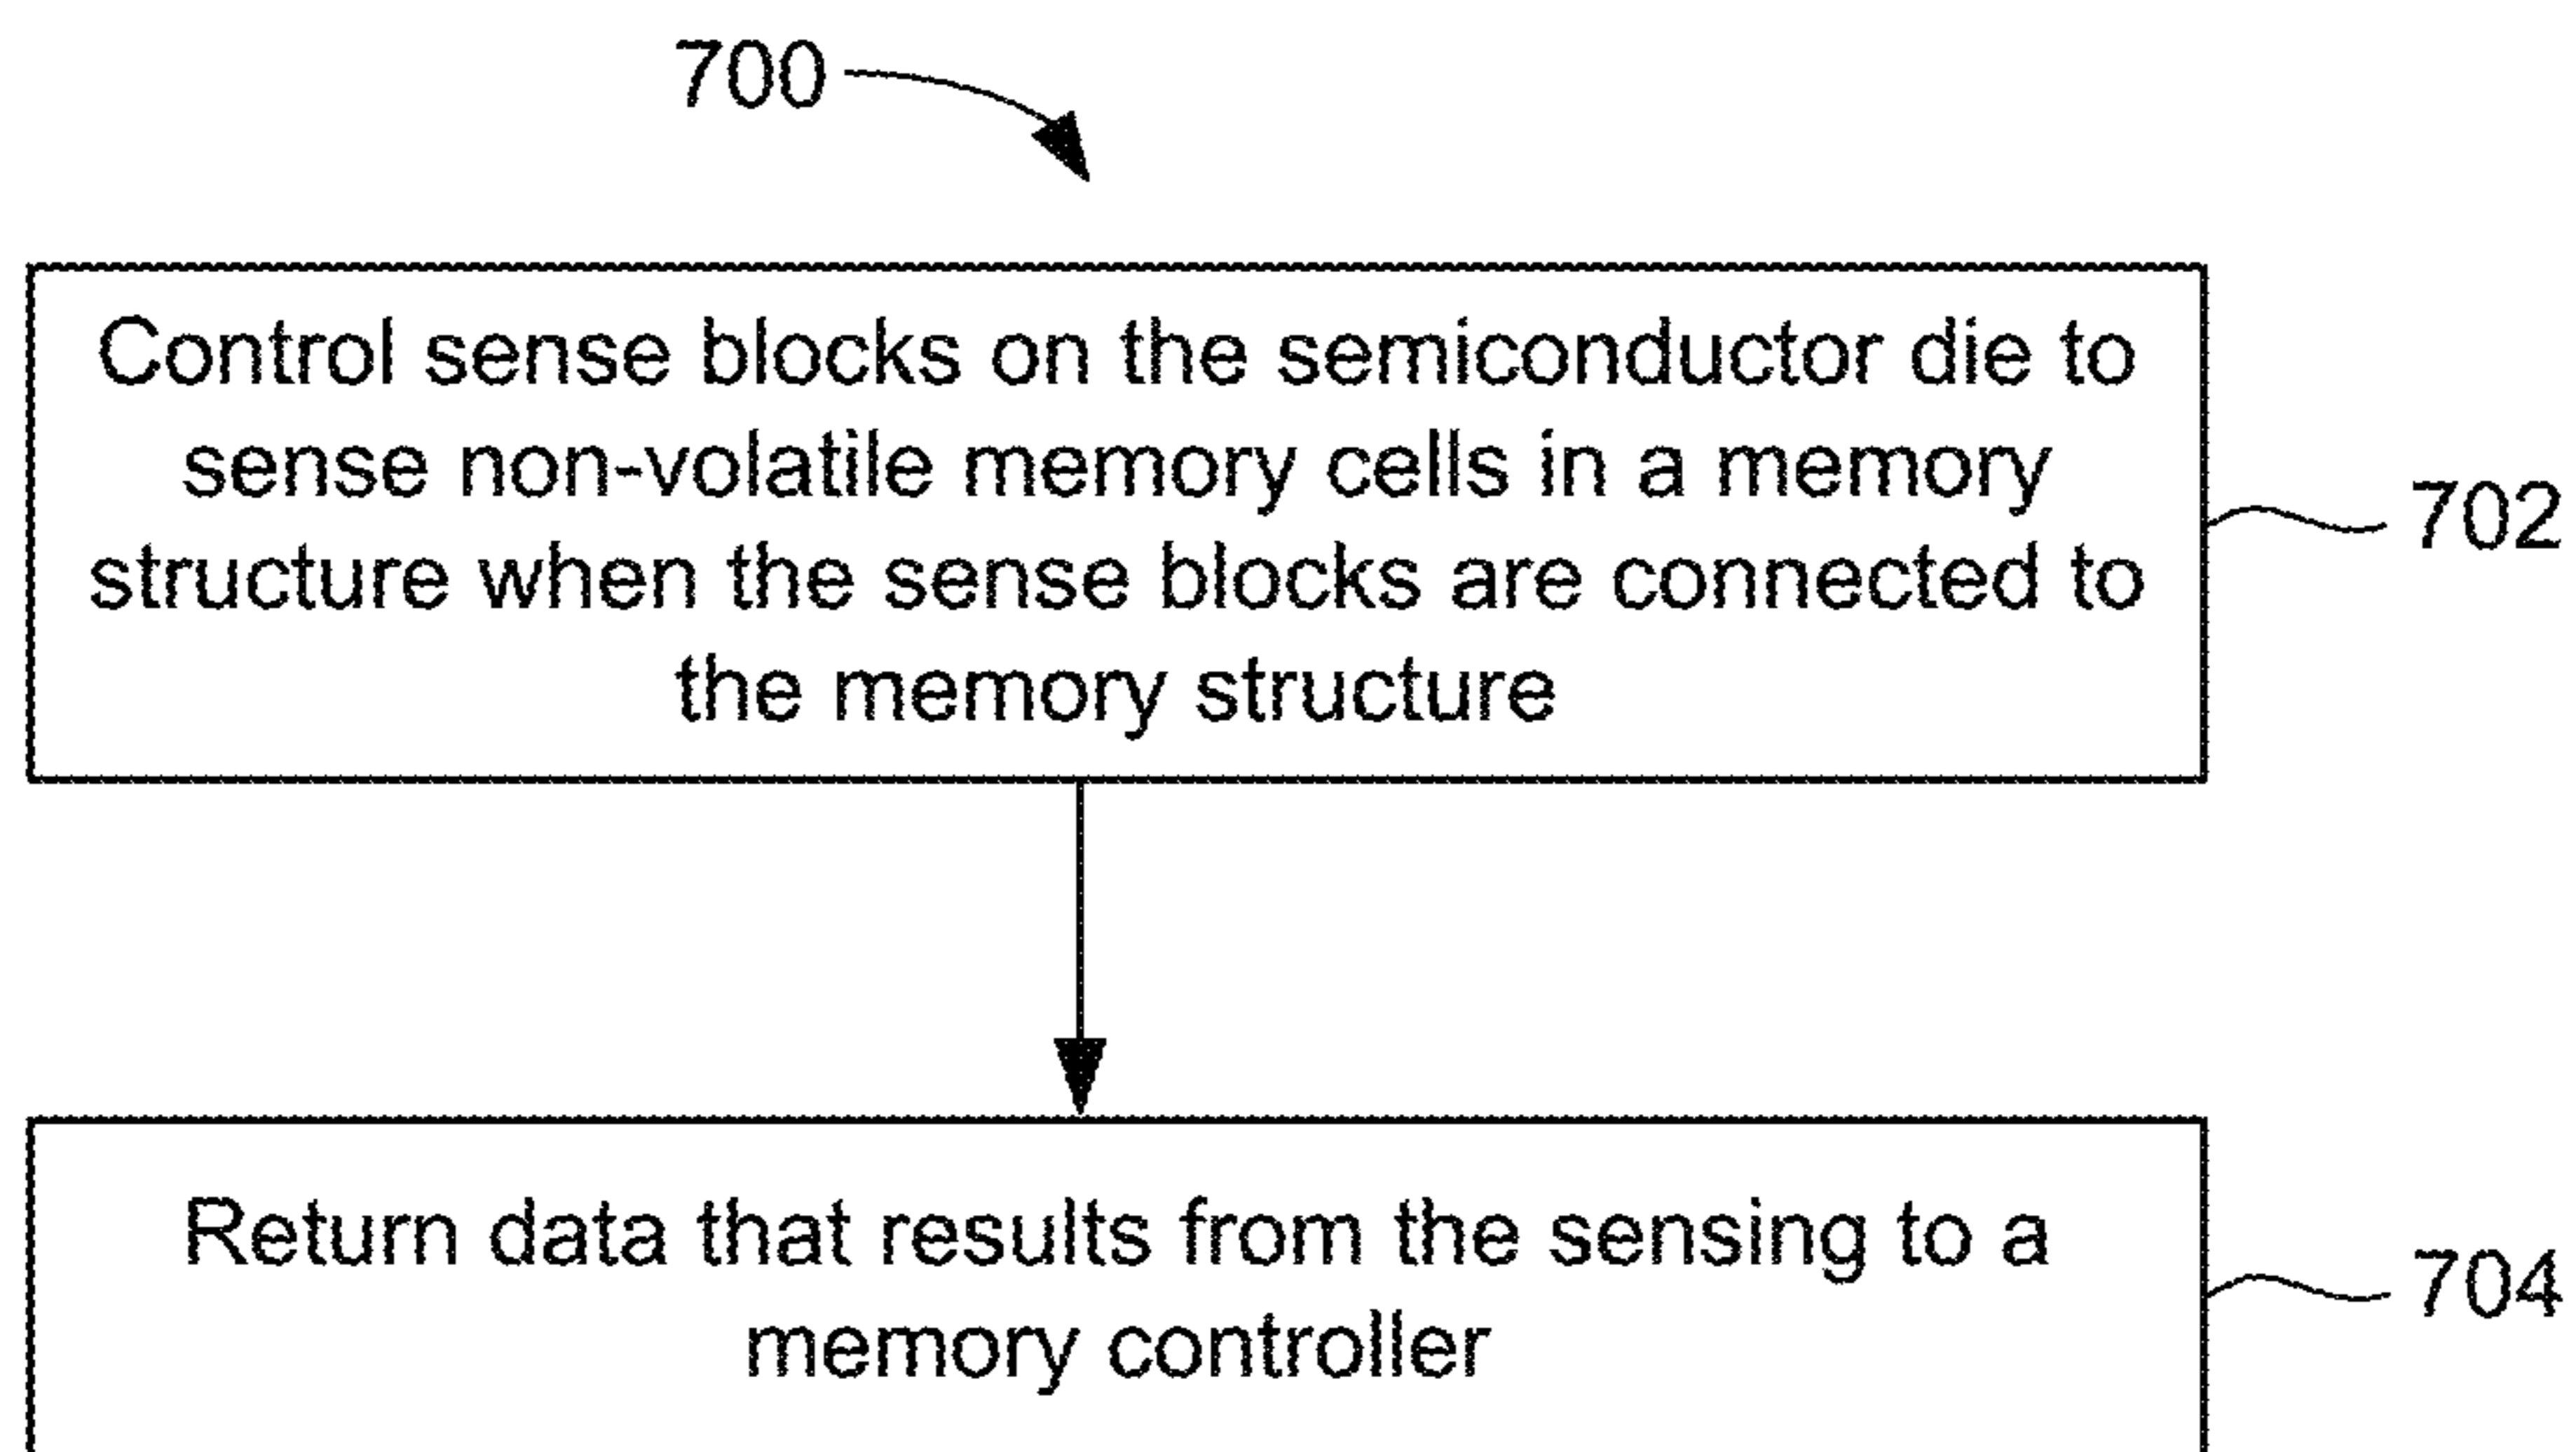 700
Control sense blocks on the semiconductor die to
sense non-volatile memory cells in a memory
structure when the sense blocks are connected to
the memory structure
702
Return data that results from the sensing to a
memory controller
704